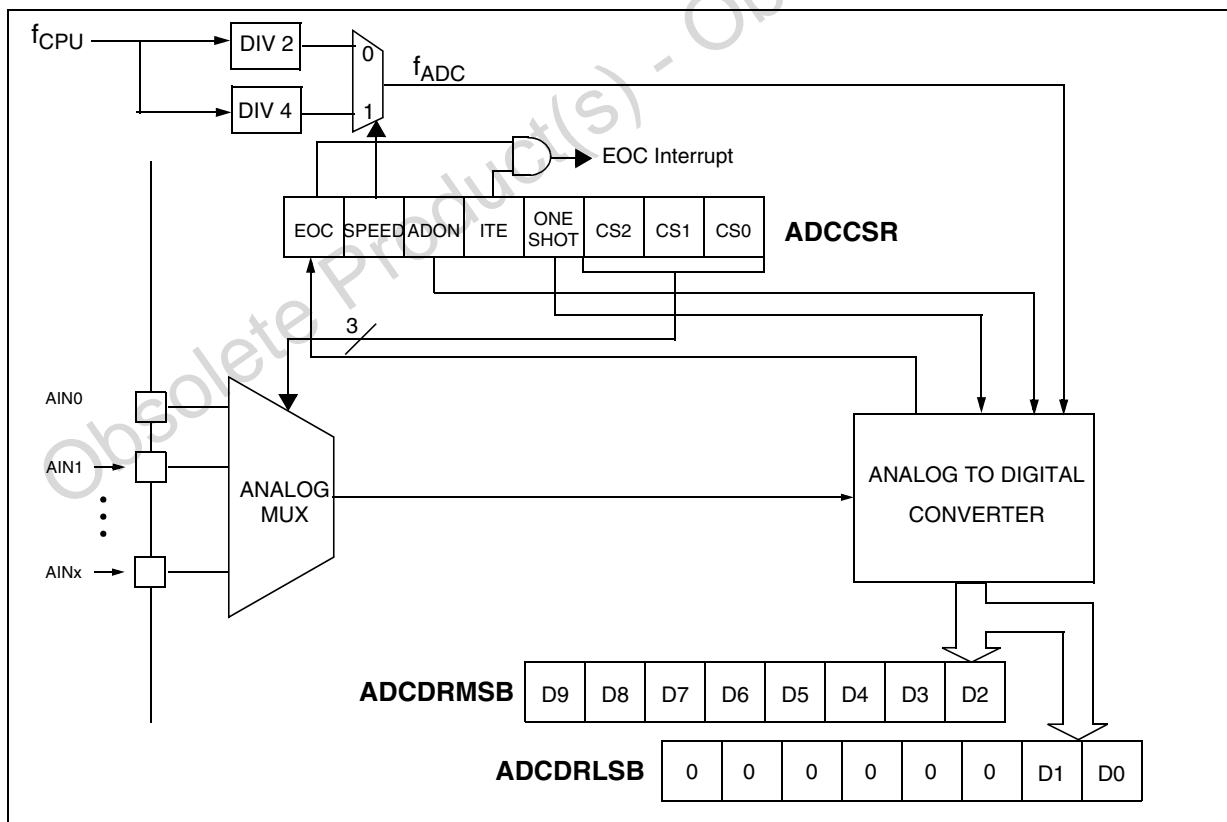 Obsolete Product(s) - Ob
fCPU
DIV 2
0
fADC
DIV 4
1
EOC Interrupt
EOC SPEED ADON ITE ONE SHOT CS2 CS1 CS0 ADCCSR
3
AIN0
AIN1
AINx
ANALOG
MUX
ANALOG TO DIGITAL
CONVERTER
ADCDRMSB D9 D8 D7 D6 D5 D4 D3 D2
ADCDRLSB 0 0 0 0 0 0 D1 D0